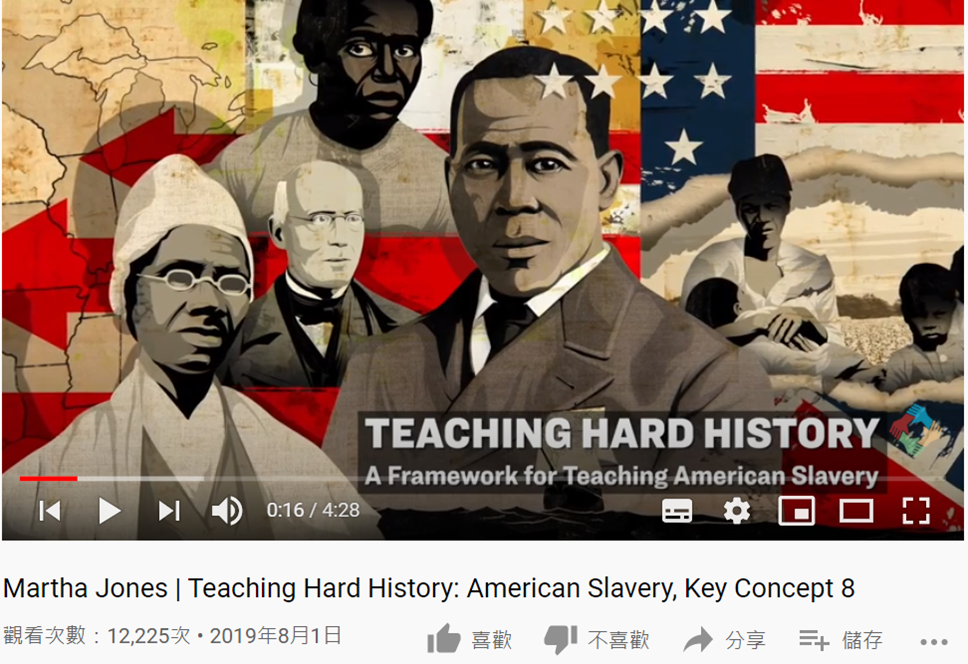 TEACHING HARD HISTORY
A Framework for Teaching American Slavery
0:16 / 4:28
Martha Jones | Teaching Hard History: American Slavery, Key Concept 8
觀看次數：12,225次 • 2019年8月1日 喜歡 不喜歡 分享 儲存